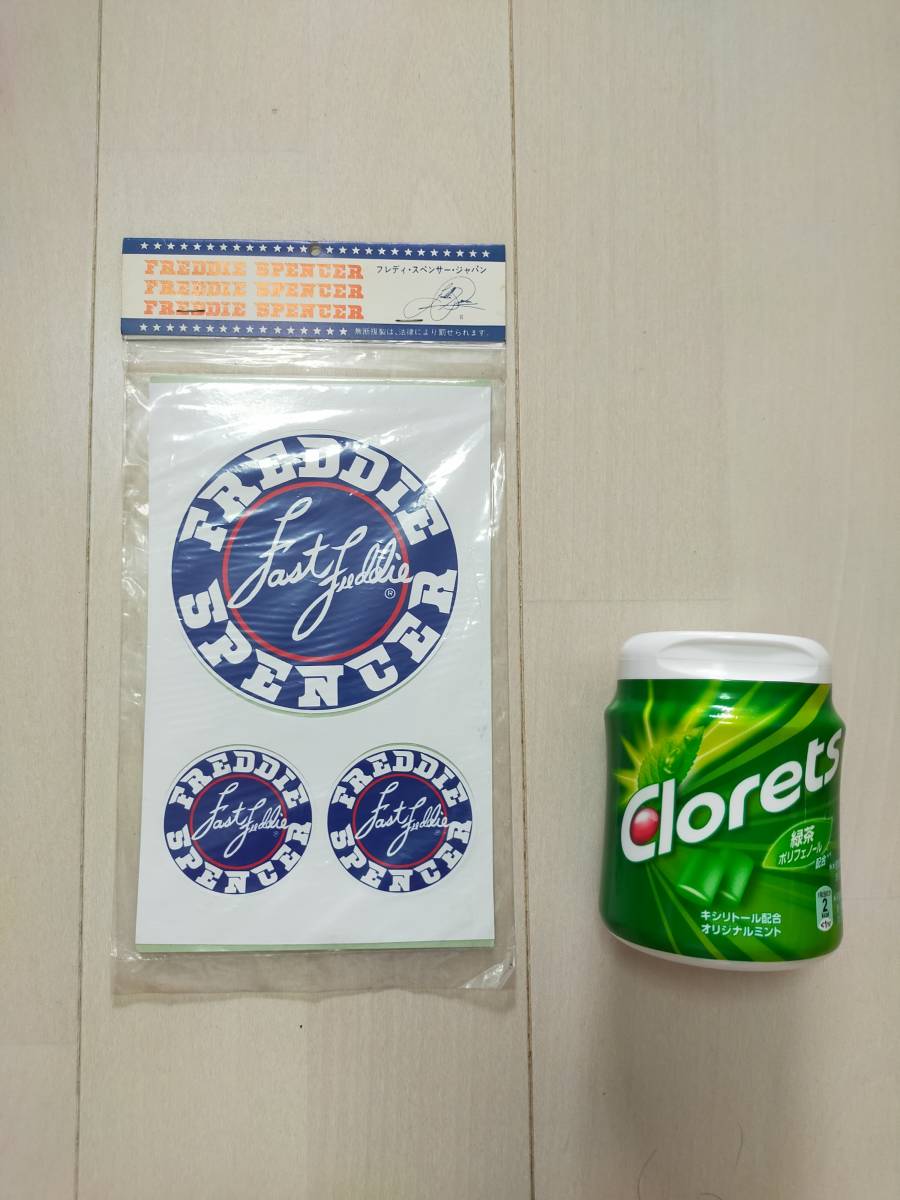 FREDDIE SPENCER
FREDDIE SPENCER
FREDDIE SPENCER
フレディ・スペンサー・ジャパン
無断複製は、法律により罰せられます。
FREDDIE
Fast Freddie
®
SPENCER
FREDDIE
Fast Freddie
SPENCER
FREDDIE
Fast Freddie
SPENCER
Clorets
緑茶
ポリフェノール
配合
キシリトール配合
オリジナルミント
2